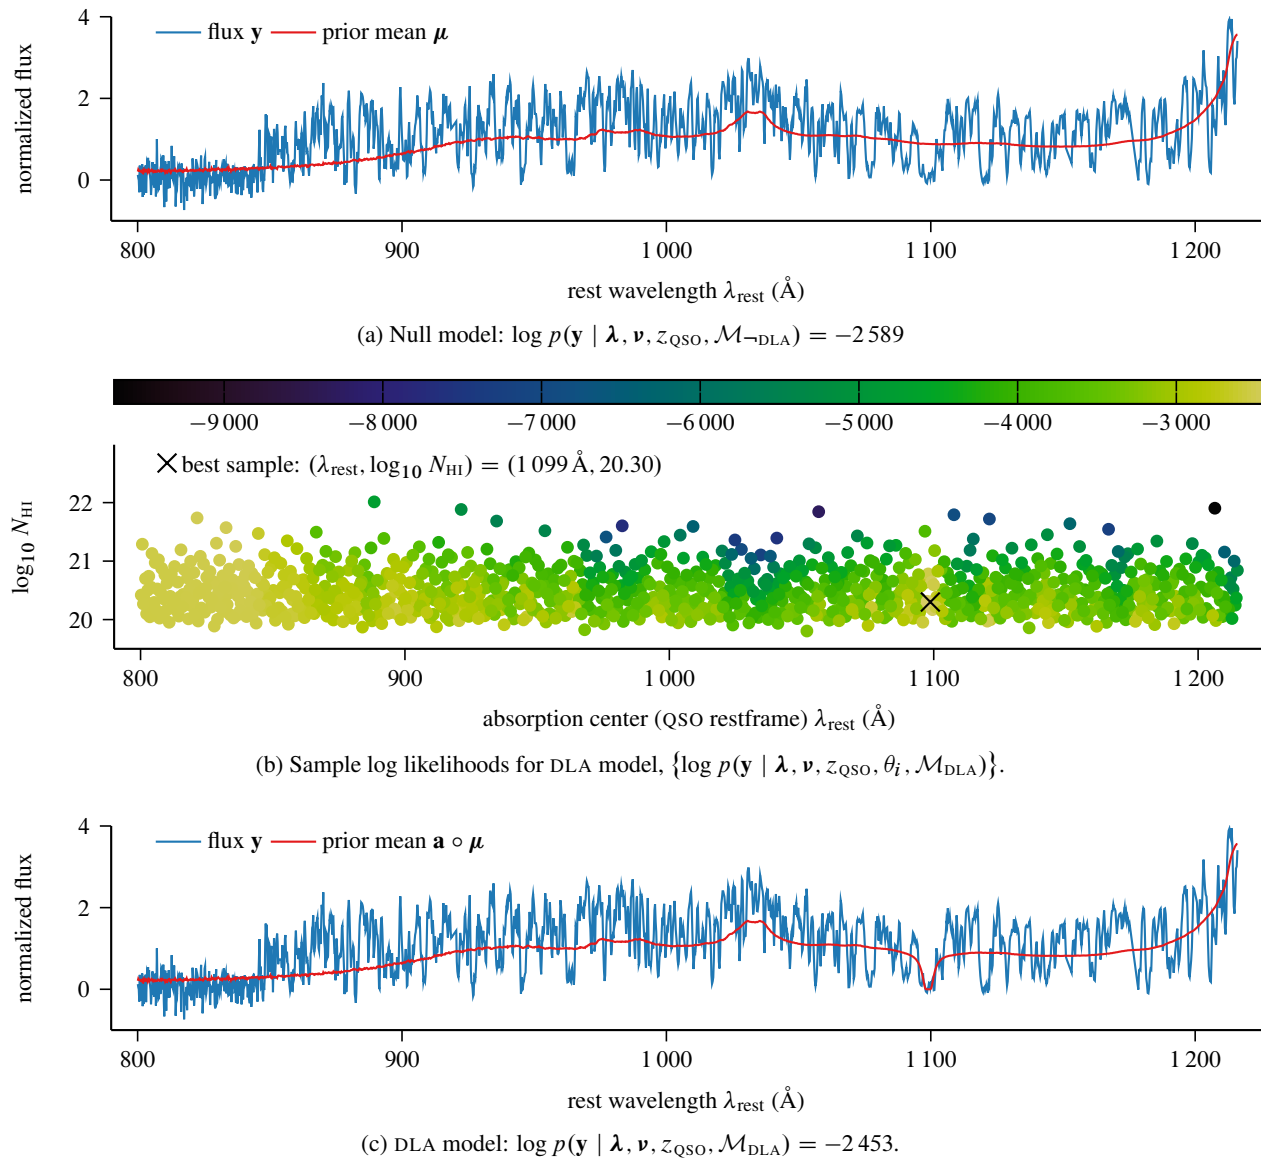 4
2
0
normalized flux
flux y
prior mean μ
800
900
1 000
1 100
1 200
rest wavelength λrest (Å)
(a) Null model: log p(y | λ, ν, zQSO, M¬DLA) = −2 589
−9 000
−8 000
−7 000
−6 000
−5 000
−4 000
−3 000
best sample: (λrest, log10 NHI) = (1 099 Å, 20.30)
22
21
20
log10 NHI
800
900
1 000
1 100
1 200
absorption center (QSO restframe) λrest (Å)
(b) Sample log likelihoods for DLA model, {log p(y | λ, ν, zQSO, θi, MDLA)}.
4
2
0
normalized flux
flux y
prior mean a ∘ μ
800
900
1 000
1 100
1 200
rest wavelength λrest (Å)
(c) DLA model: log p(y | λ, ν, zQSO, MDLA) = −2 453.